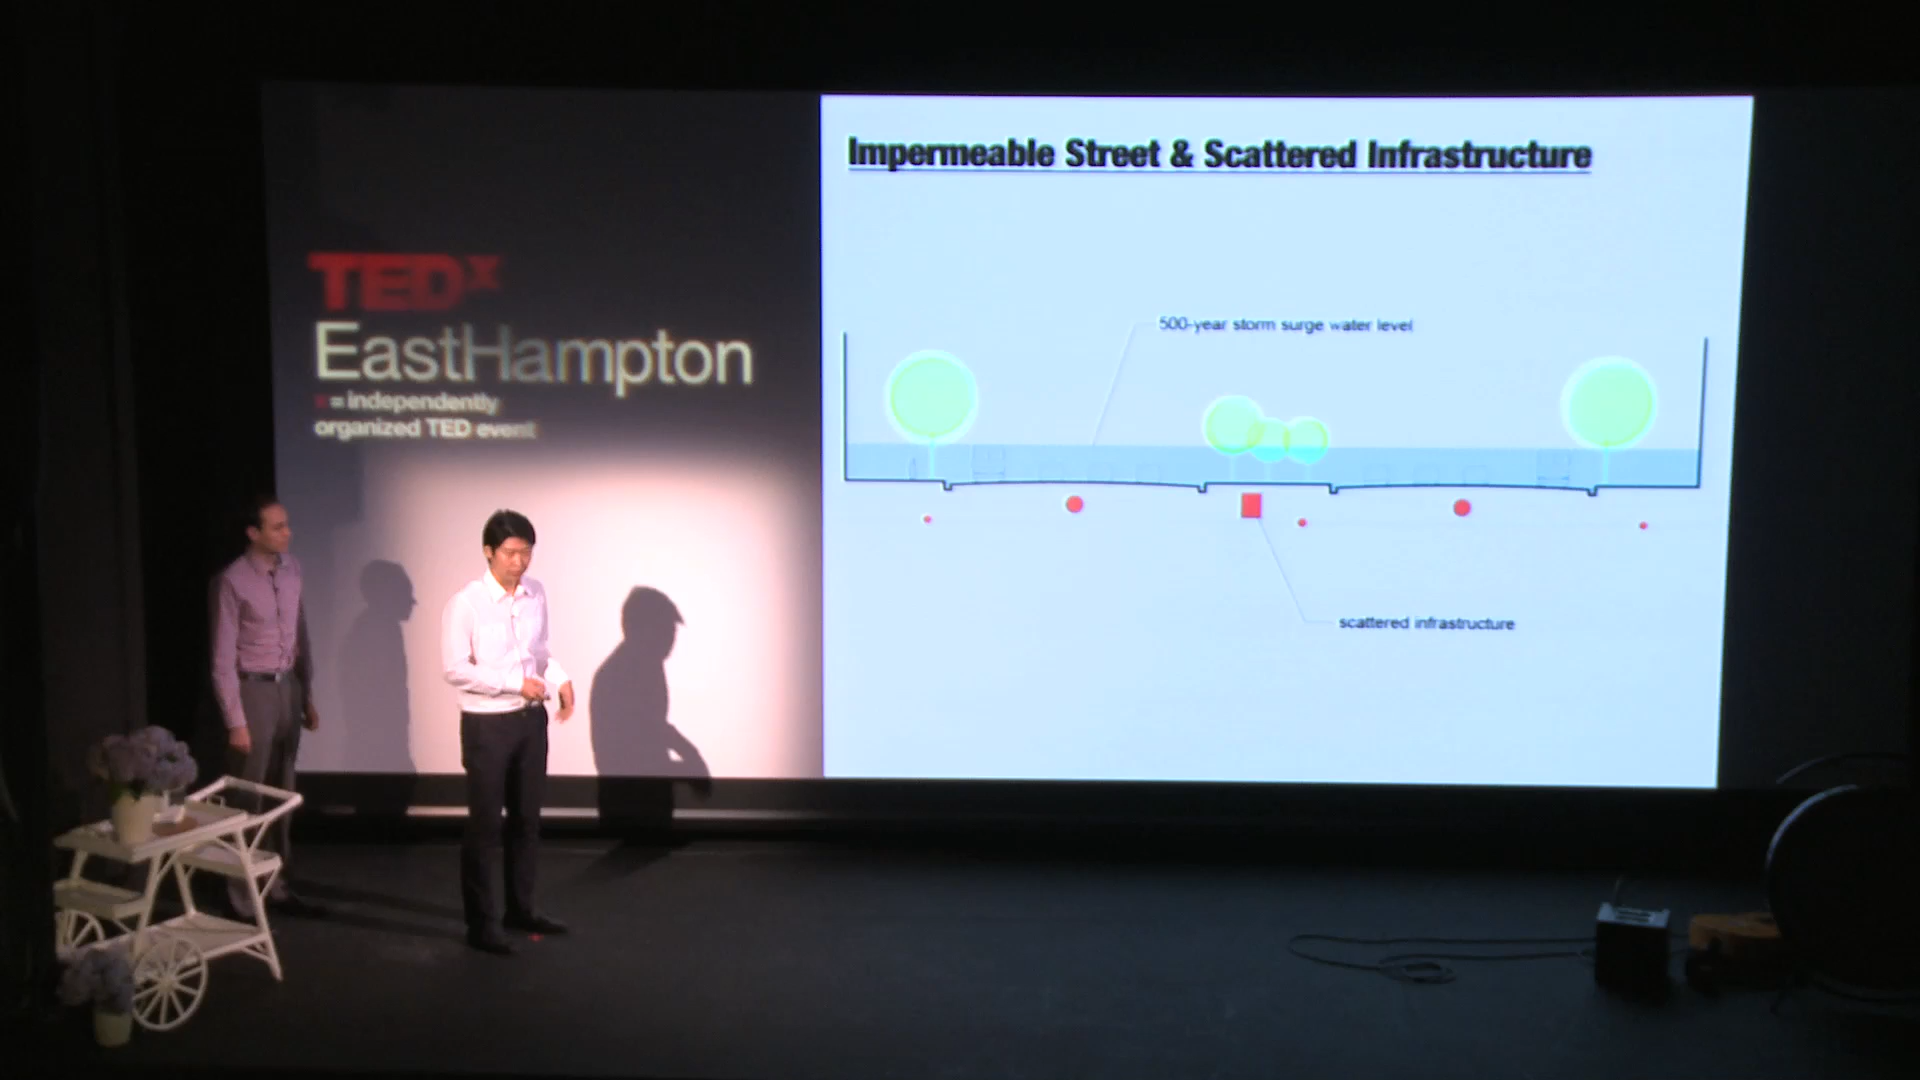 TEDx
EastHampton
x = independently
organized TED event
Impermeable Street & Scattered Infrastructure
500-year storm surge water level
scattered infrastructure